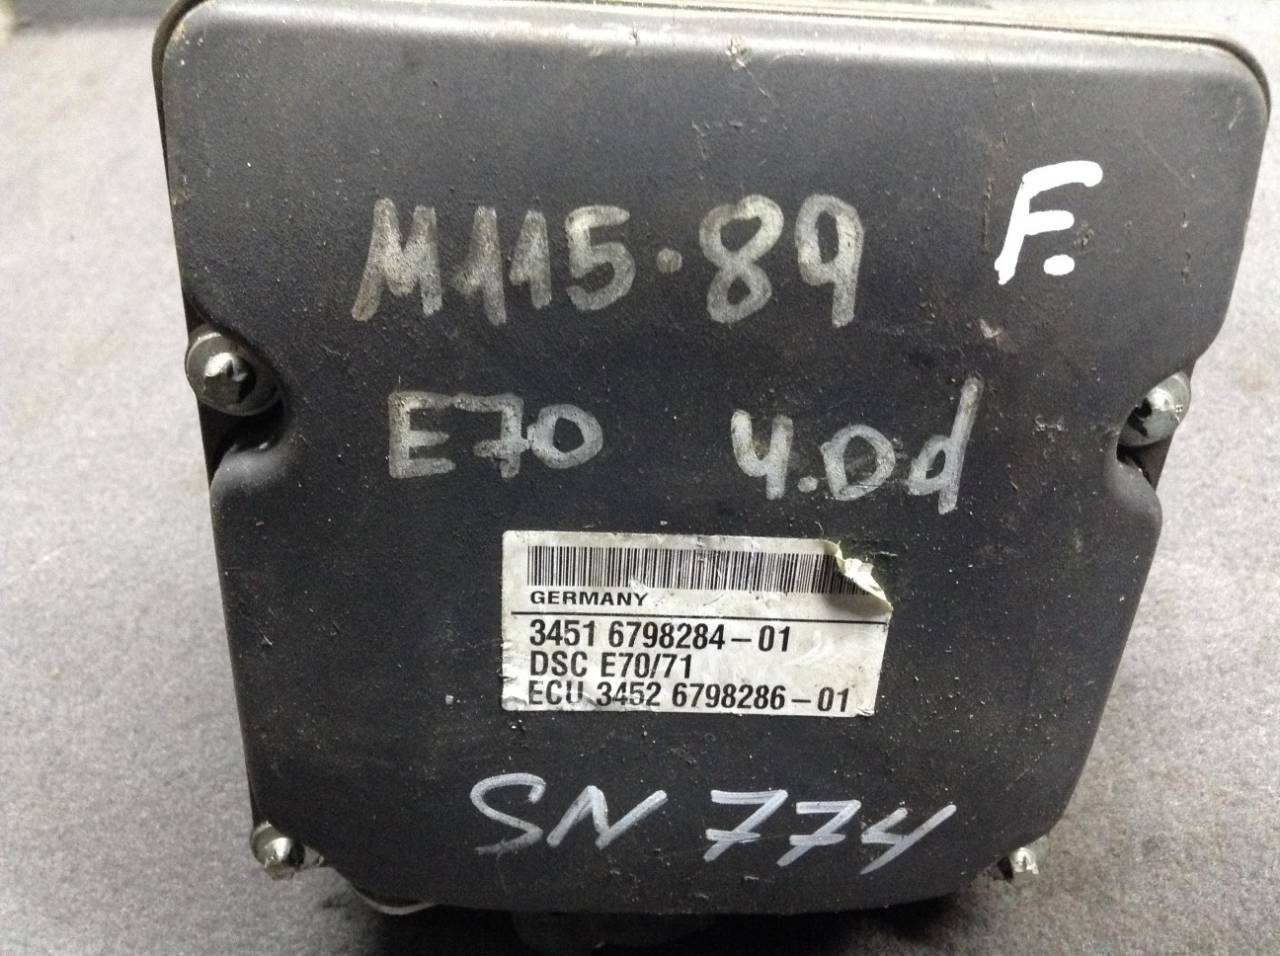 M115.89 F.
E70 4.0d
GERMANY
3451 6798284-01
DSC E70/71
ECU 3452 6798286-01
SN 774